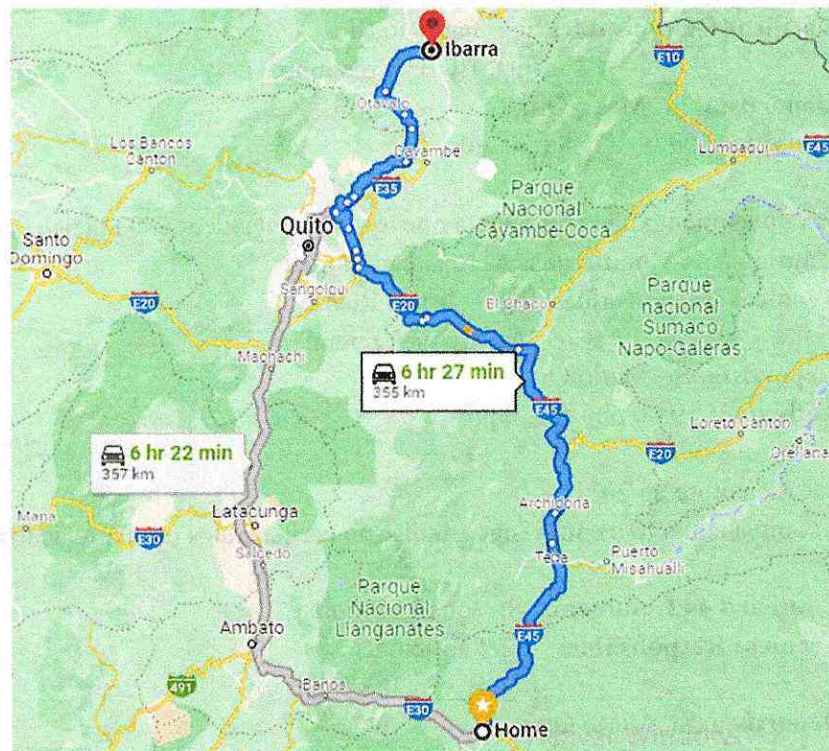 Ibarra
E10
Otavalo
Los Bancos
Canton
Cayambe
Lumbaqui
E45
E35
Parque
Nacional
Cayambe-Coca
Quito
Santo
Domingo
Sangolqui
E20
El Chaco
Parque
nacional
Sumaco
Napo-Galeras
E20
Machachi
6 hr 27 min
355 km
E45
Loreto Canton
6 hr 22 min
357 km
E20
Orellana
Archidona
Mana
Latacunga
E30
Salcedo
Tena
Puerto
Misahualli
Parque
Nacional
Llanganates
Ambato
E45
491
Baños
E30
Home